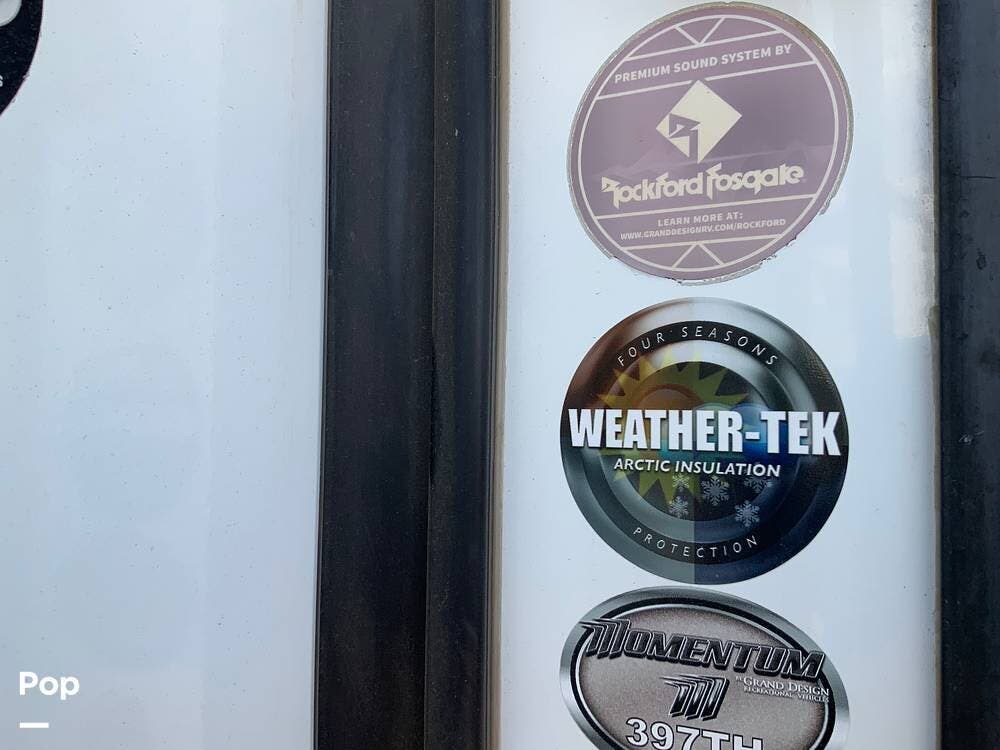 PREMIUM SOUND SYSTEM BY
Rockford Fosgate
LEARN MORE AT:
WWW.GRANDDESIGNRV.COM/ROCKFORD
FOUR SEASONS
WEATHER-TEK
ARCTIC INSULATION
PROTECTION
MOMENTUM
BY GRAND DESIGN
RECREATIONAL VEHICLES
M
397TH
Pop